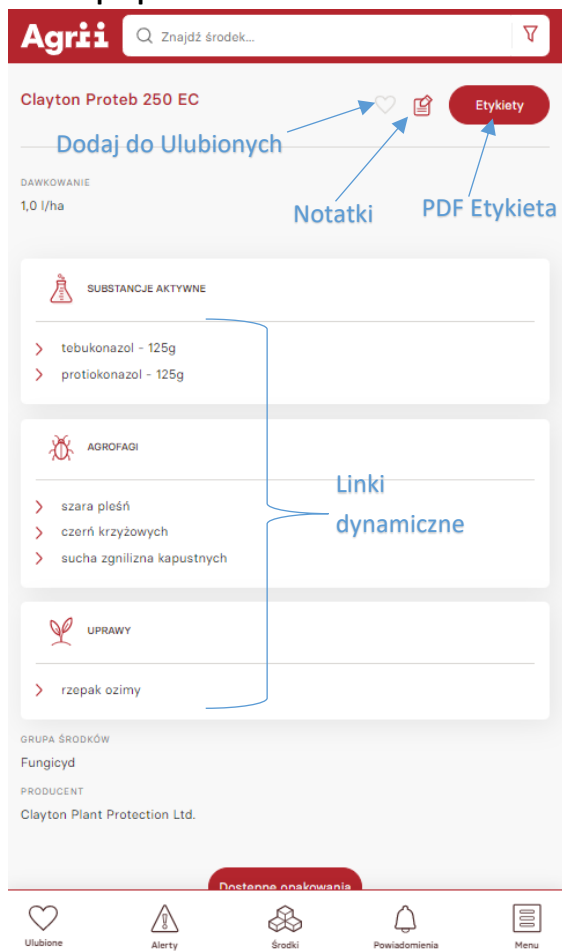 Agrii
Znajdź środek...
Clayton Proteb 250 EC
Etykiety
Dodaj do Ulubionych
Notatki
PDF Etykieta
DAWKOWANIE
1,0 l/ha
SUBSTANCJE AKTYWNE
tebukonazol - 125g
protiokonazol - 125g
AGROFAGI
szara pleśń
czerń krzyżowych
sucha zgnilizna kapustnych
Linki
dynamiczne
UPRAWY
rzepak ozimy
GRUPA ŚRODKÓW
Fungicyd
PRODUCENT
Clayton Plant Protection Ltd.
Dostępne opakowania
Ulubione
Alerty
Środki
Powiadomienia
Menu